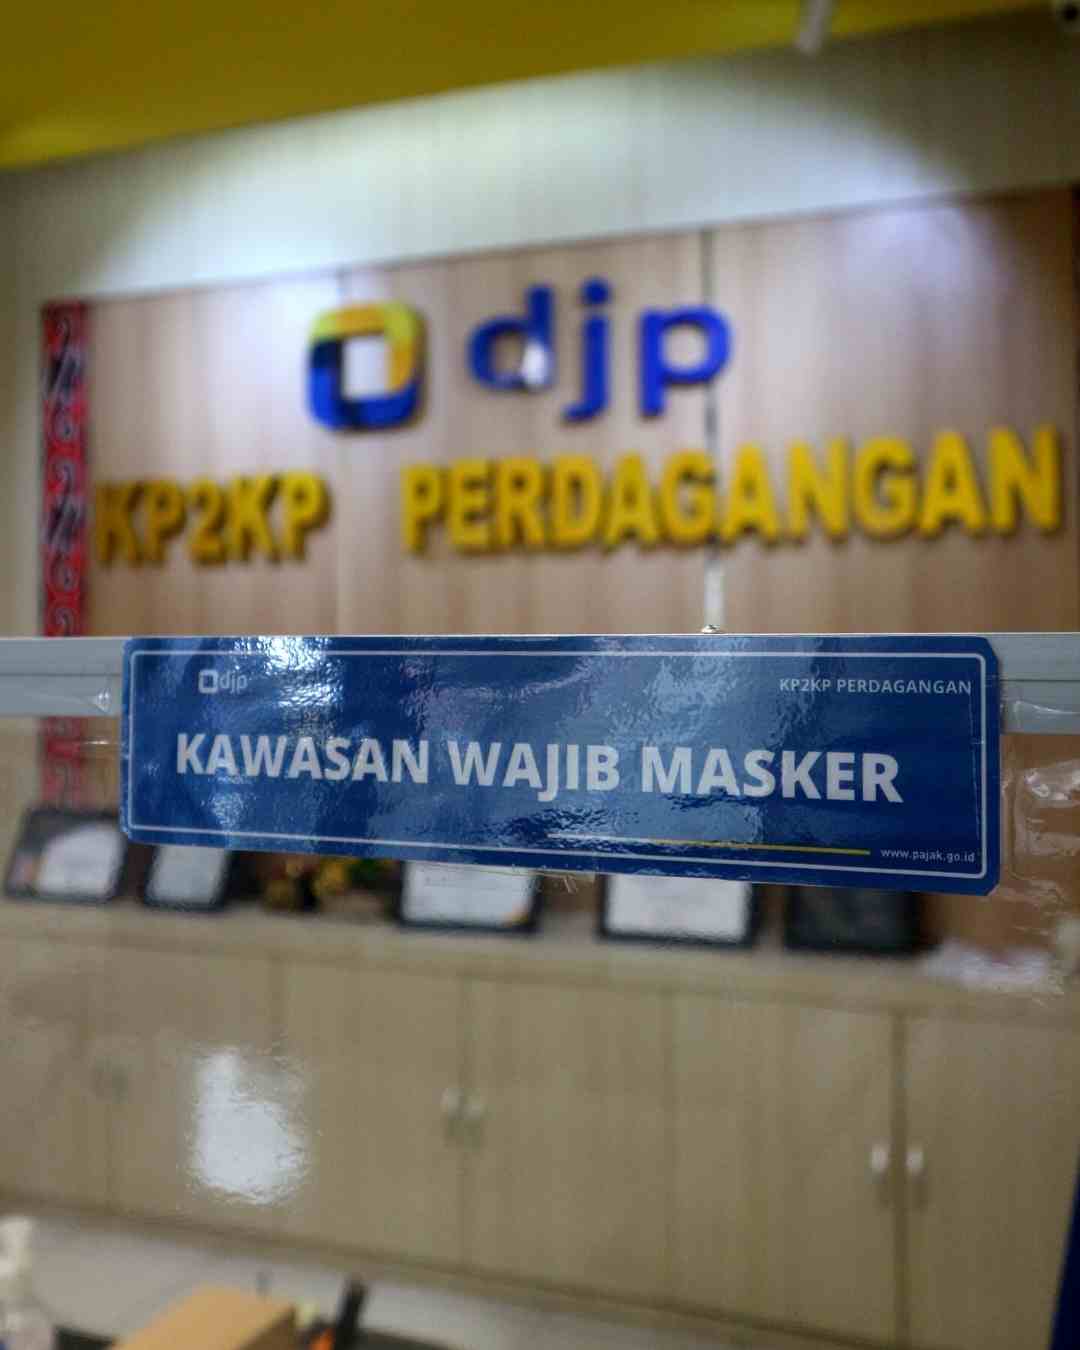 djp
KP2KP PERDAGANGAN
djp
KP2KP PERDAGANGAN
KAWASAN WAJIB MASKER
www.pajak.go.id